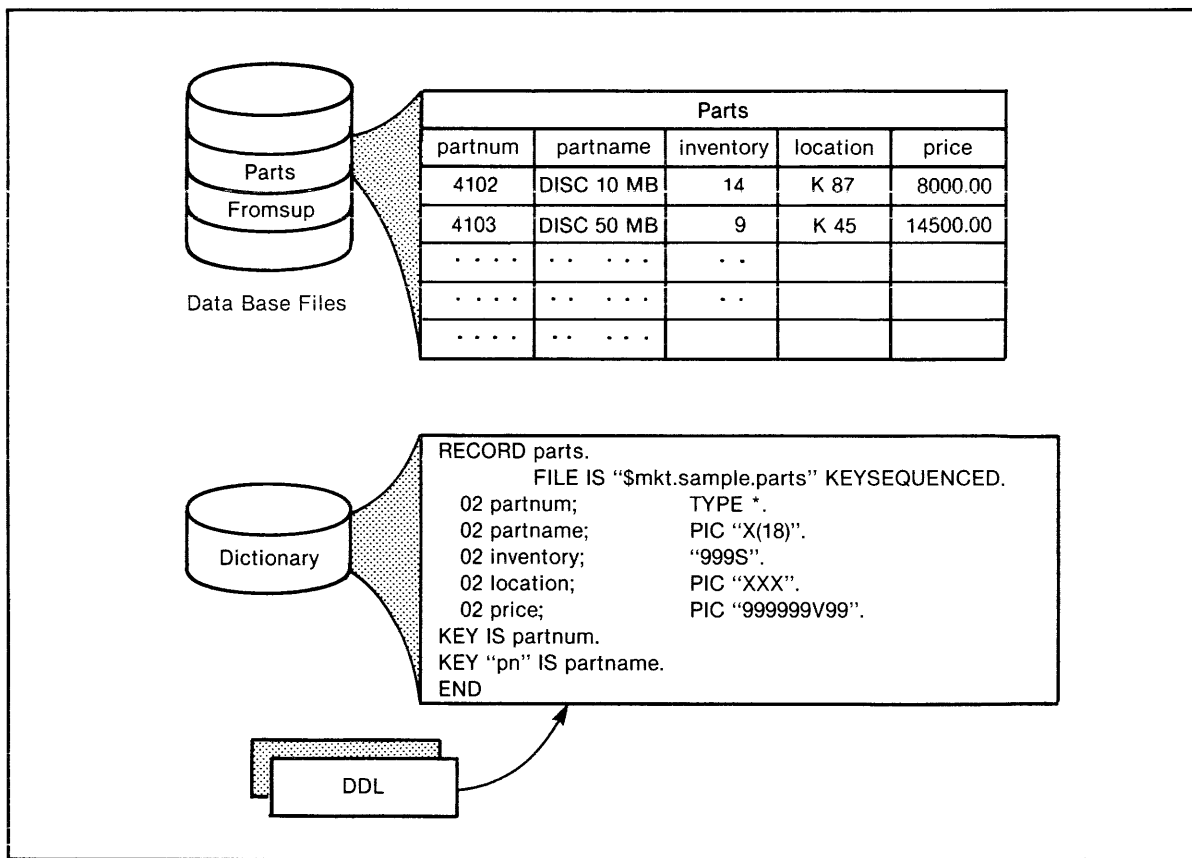 Parts
Fromsup
Data Base Files
Parts
partnum partname inventory location price
4102 DISC 10 MB 14 K 87 8000.00
4103 DISC 50 MB 9 K 45 14500.00
. . . . . . . . . . .
. . . . . . . . . . .
. . . . . . . . .
Dictionary
RECORD parts.
FILE IS “$mkt.sample.parts” KEYSEQUENCED.
02 partnum; TYPE *.
02 partname; PIC “X(18)”.
02 inventory; “999S”.
02 location; PIC “XXX”.
02 price; PIC “999999V99”.
KEY IS partnum.
KEY “pn” IS partname.
END
DDL